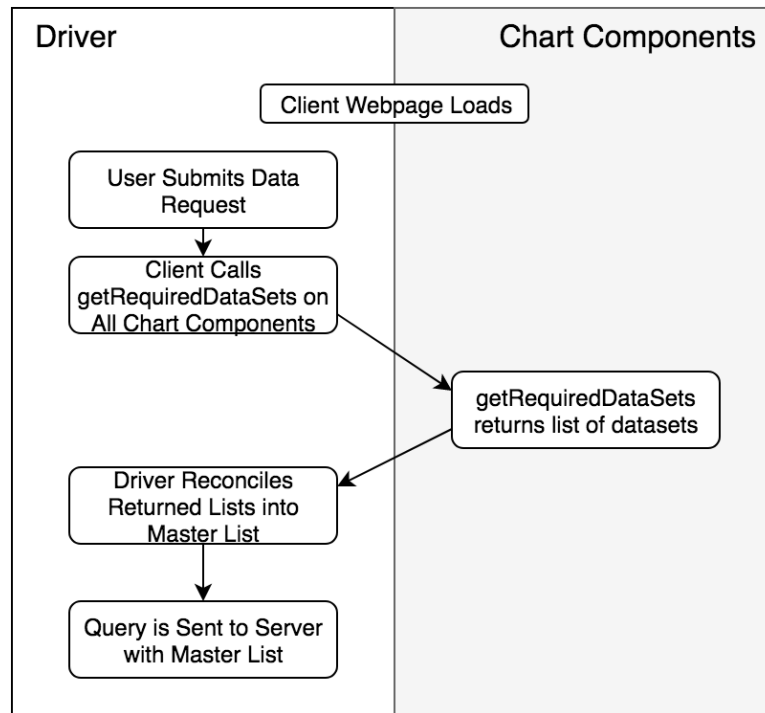 Driver
Chart Components
Client Webpage Loads
User Submits Data
Request
Client Calls
getRequiredDataSets on
All Chart Components
getRequiredDataSets
returns list of datasets
Driver Reconciles
Returned Lists into
Master List
Query is Sent to Server
with Master List